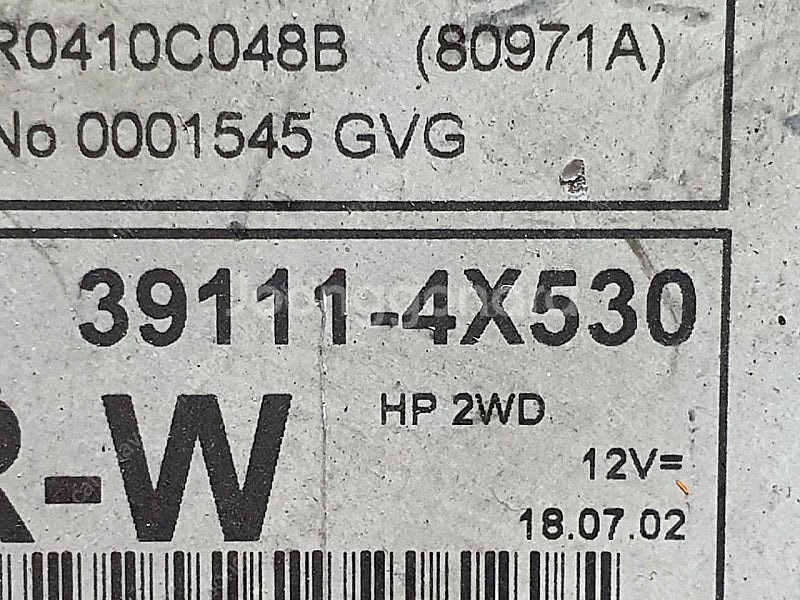 R0410C048B (80971A)
No 0001545 GVG
39111-4X530
R-W
HP 2WD
12V=
18.07.02